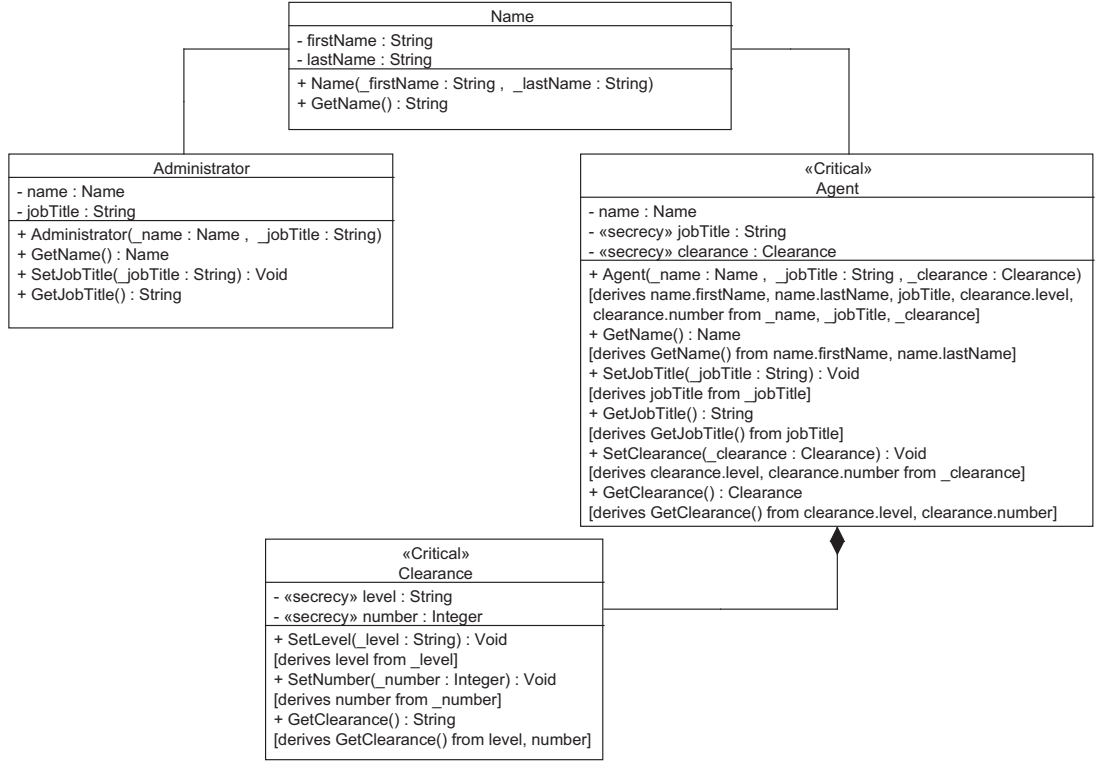 Name
- firstName : String
- lastName : String
+ Name(_firstName : String , _lastName : String)
+ GetName() : String
Administrator
- name : Name
- jobTitle : String
+ Administrator(_name : Name , _jobTitle : String)
+ GetName() : Name
+ SetJobTitle(_jobTitle : String) : Void
+ GetJobTitle() : String
«Critical»
Agent
- name : Name
- «secrecy» jobTitle : String
- «secrecy» clearance : Clearance
+ Agent(_name : Name , _jobTitle : String , _clearance : Clearance)
[derives name.firstName, name.lastName, jobTitle, clearance.level,
clearance.number from _name, _jobTitle, _clearance]
+ GetName() : Name
[derives GetName() from name.firstName, name.lastName]
+ SetJobTitle(_jobTitle : String) : Void
[derives jobTitle from _jobTitle]
+ GetJobTitle() : String
[derives GetJobTitle() from jobTitle]
+ SetClearance(_clearance : Clearance) : Void
[derives clearance.level, clearance.number from _clearance]
+ GetClearance() : Clearance
[derives GetClearance() from clearance.level, clearance.number]
«Critical»
Clearance
- «secrecy» level : String
- «secrecy» number : Integer
+ SetLevel(_level : String) : Void
[derives level from _level]
+ SetNumber(_number : Integer) : Void
[derives number from _number]
+ GetClearance() : String
[derives GetClearance() from level, number]